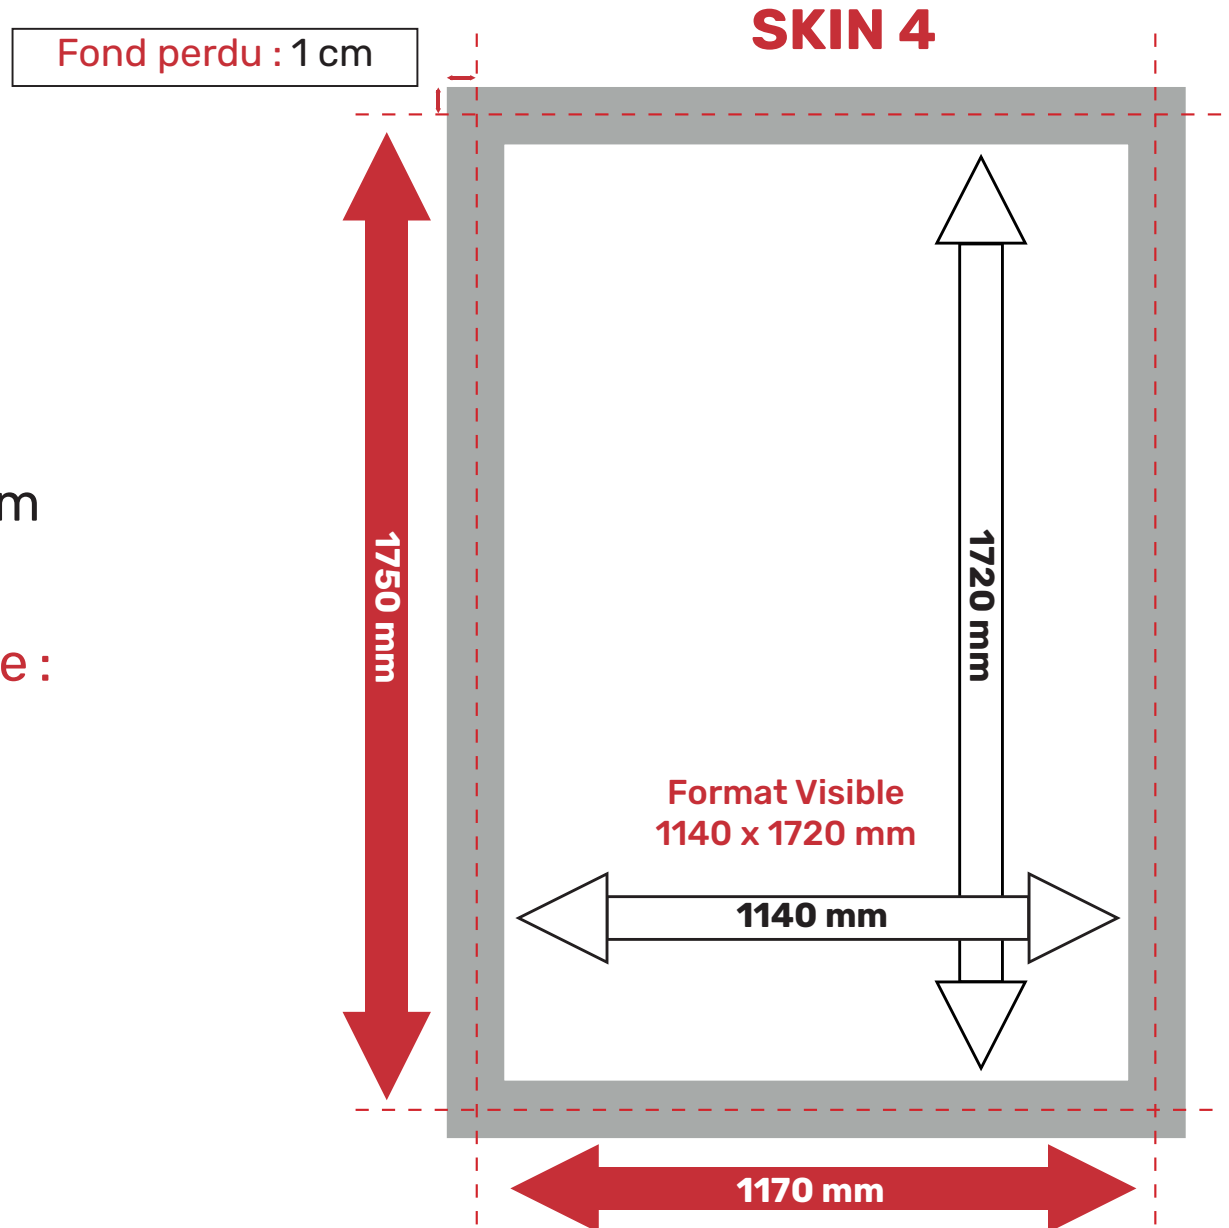 SKIN 4
Fond perdu : 1 cm
m
e :
1750 mm
1720 mm
Format Visible
1140 x 1720 mm
1140 mm
1170 mm